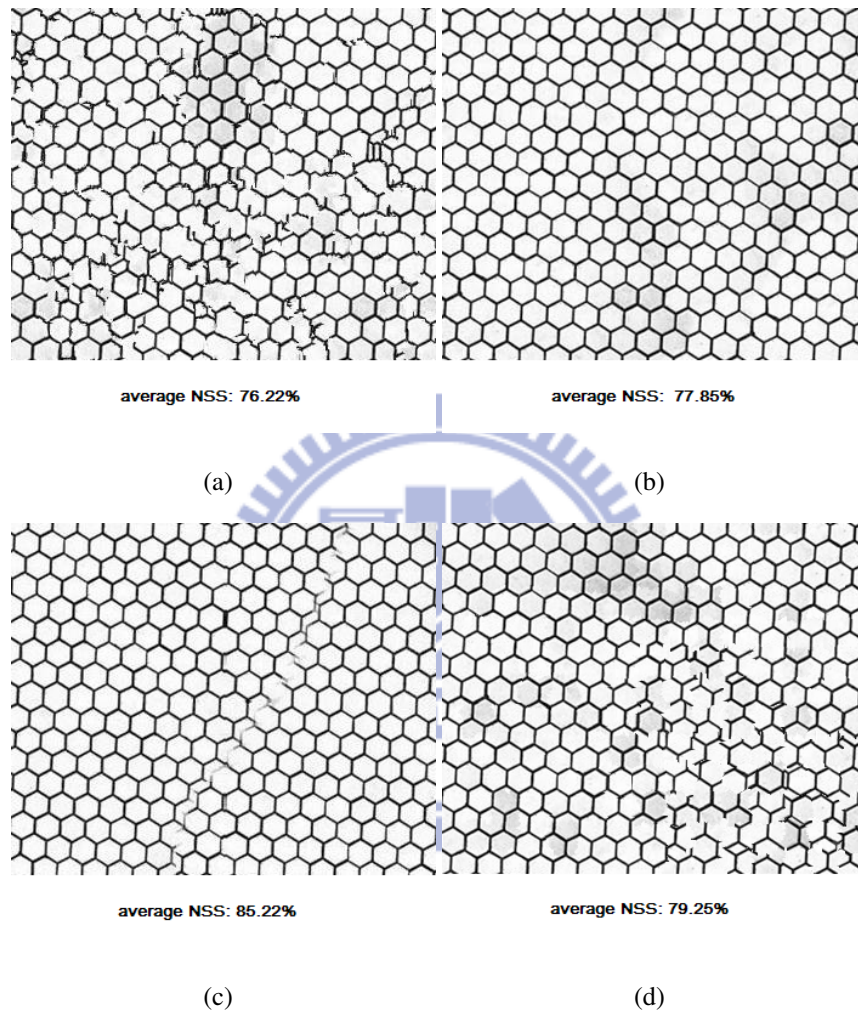 average NSS: 76.22%
average NSS: 77.85%
(a)
(b)
average NSS: 85.22%
average NSS: 79.25%
(c)
(d)